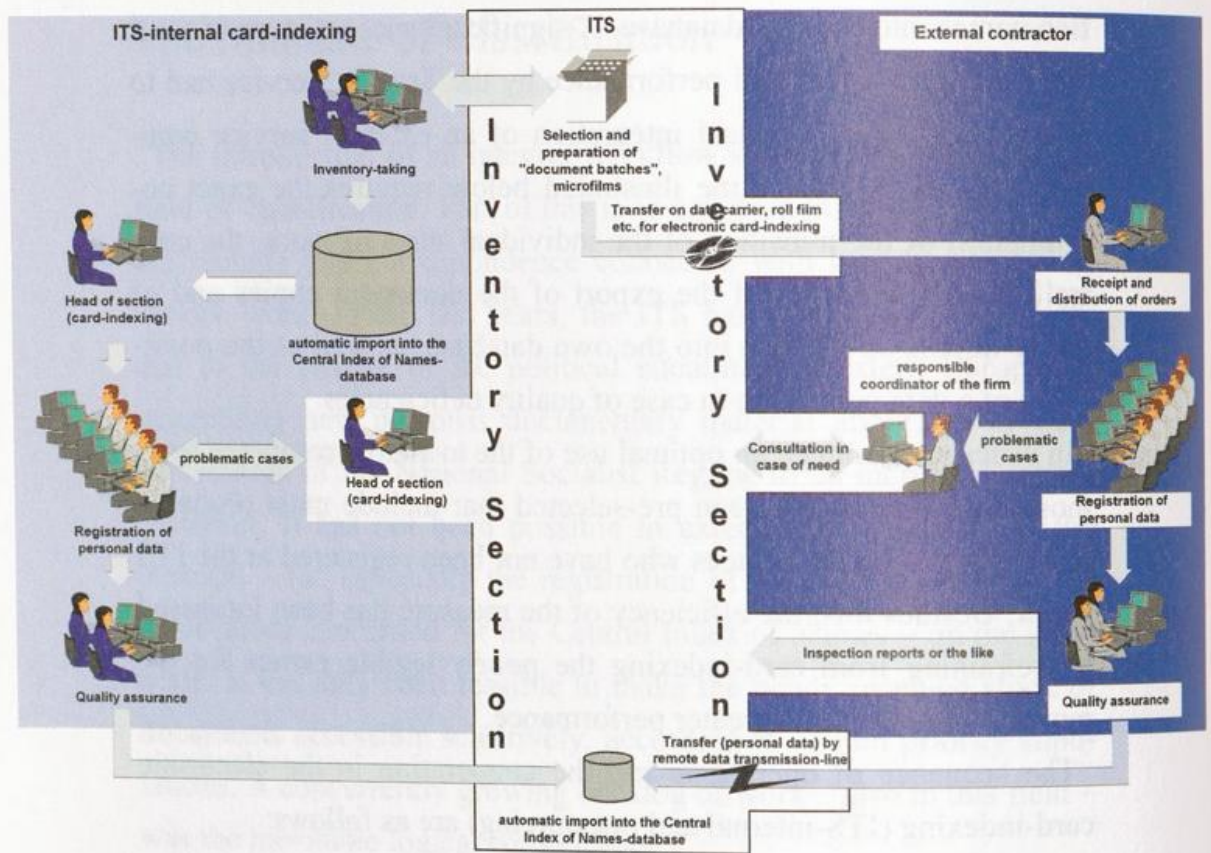 ITS-internal card-indexing
ITS
External contractor
Inventory Section
Inventory Section
Inventory-taking
Selection and
preparation of
"document batches",
microfilms
Transfer on data carrier, roll film
etc. for electronic card-indexing
Head of section
(card-indexing)
automatic import into the
Central Index of Names-
database
Receipt and
distribution of orders
responsible
coordinator of the firm
problematic cases
Head of section
(card-indexing)
Consultation in
case of need
problematic
cases
Registration of
personal data
Registration of
personal data
Inspection reports or the like
Quality assurance
Quality assurance
Transfer (personal data) by
remote data transmission-line
automatic import into the Central
Index of Names-database